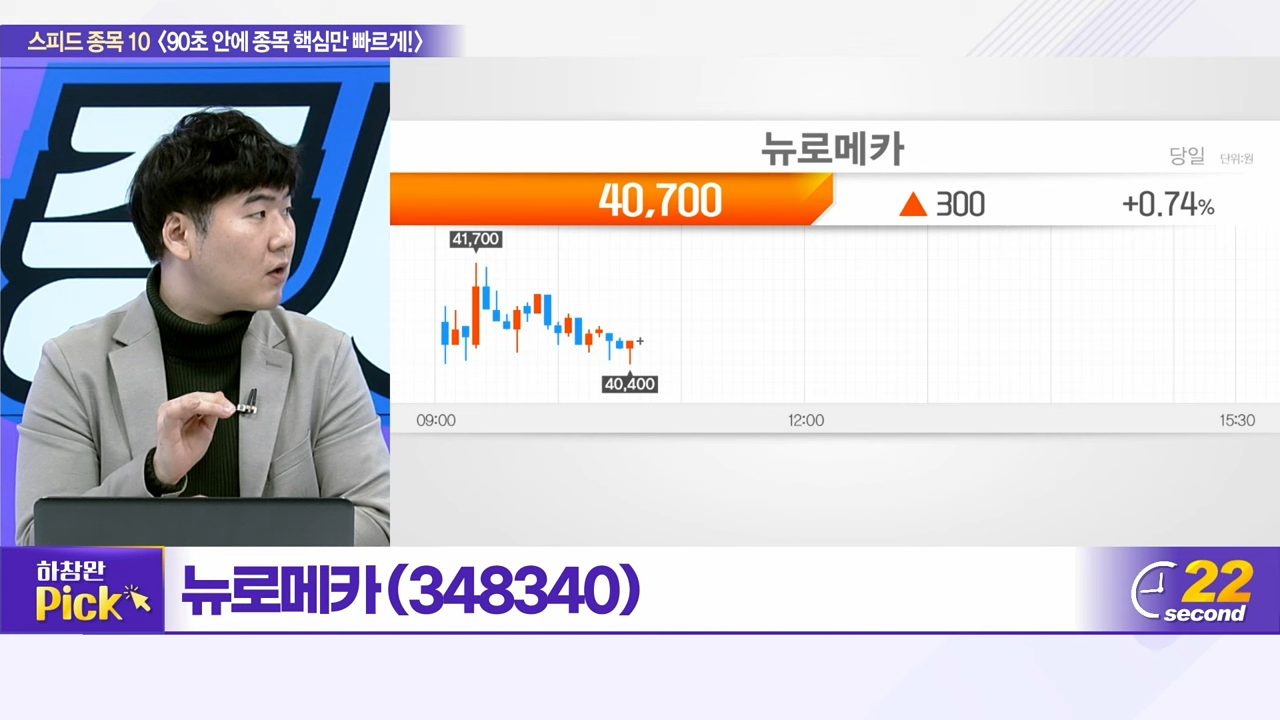 스피드 종목 10 〈90초 안에 종목 핵심만 빠르게!〉
뉴로메카
당일 단위:원
40,700 ▲ 300 +0.74%
41,700
40,400
09:00 12:00 15:30
하창완
Pick
뉴로메카(348340)
22
second